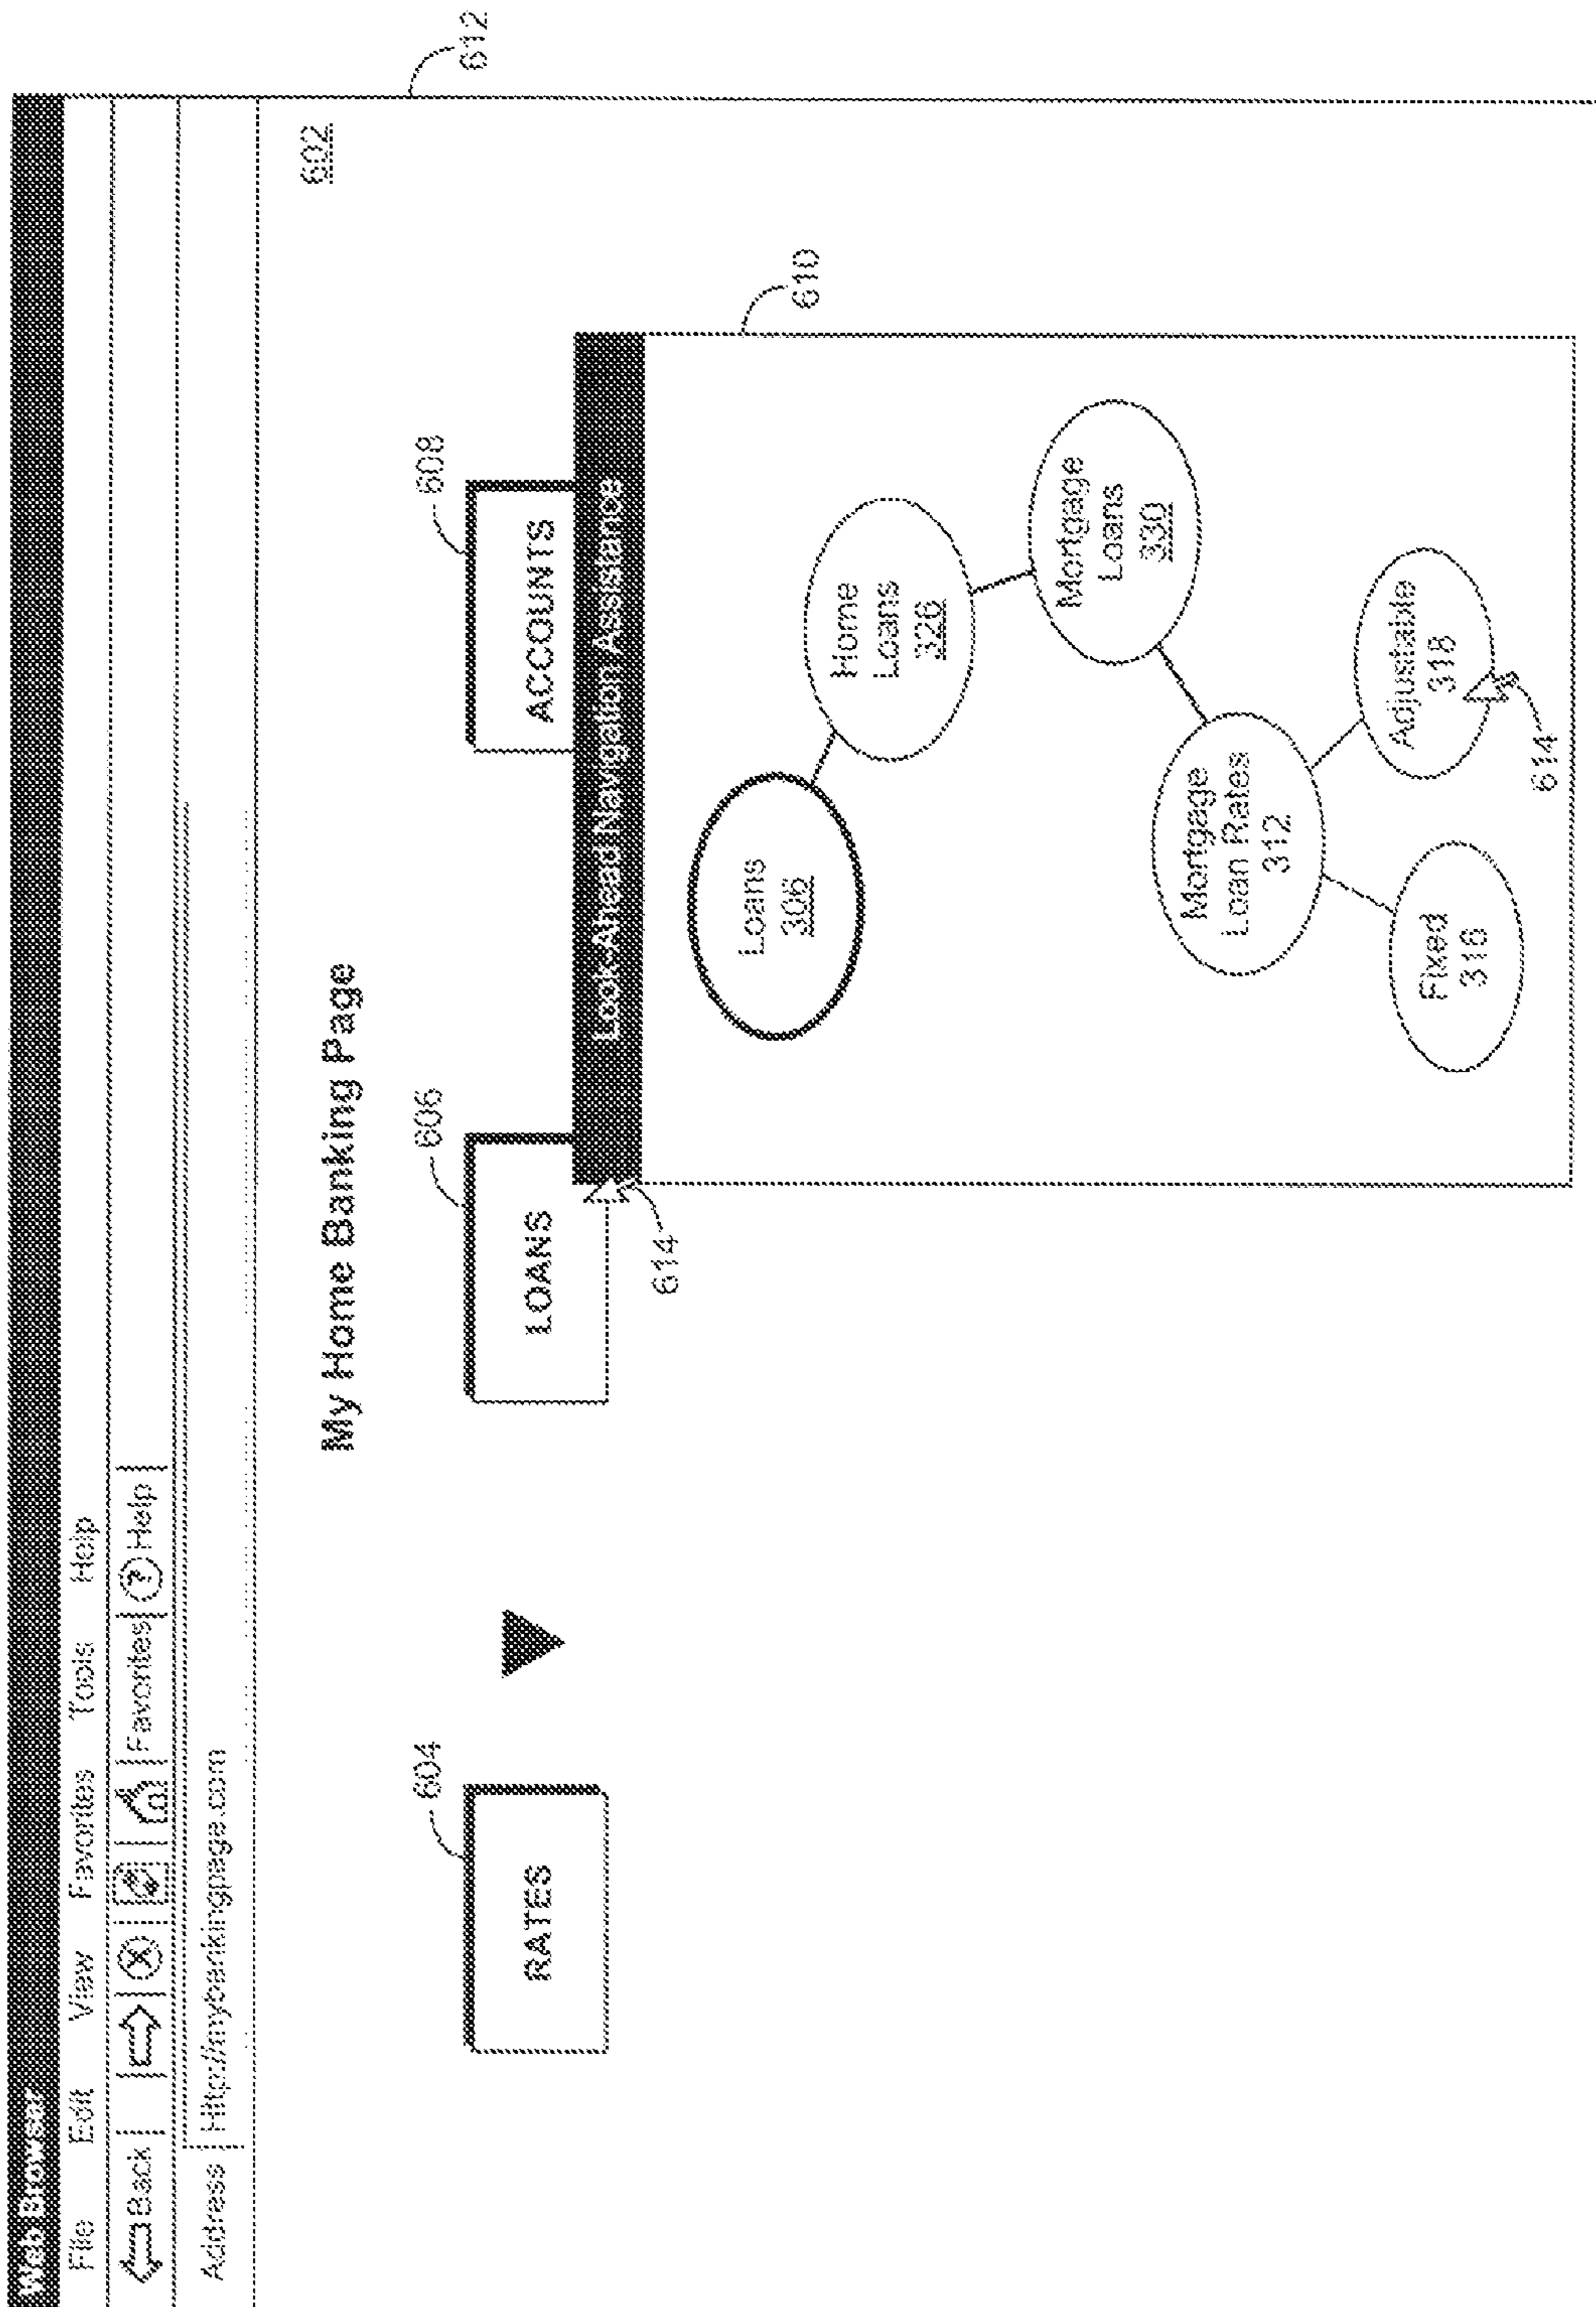 Web Browser
File Edit View Favorites Tools Help
Back Favorites ? Help
Address Http://mybankingpage.com
612
602
My Home Banking Page
604 606 608
RATES LOANS ACCOUNTS
Look-Ahead Navigation Assistance
614
610
Loans
306
Home
Loans
326
Mortgage
Loans
330
Mortgage
Loan Rates
312
Fixed
316
Adjustable
318
614